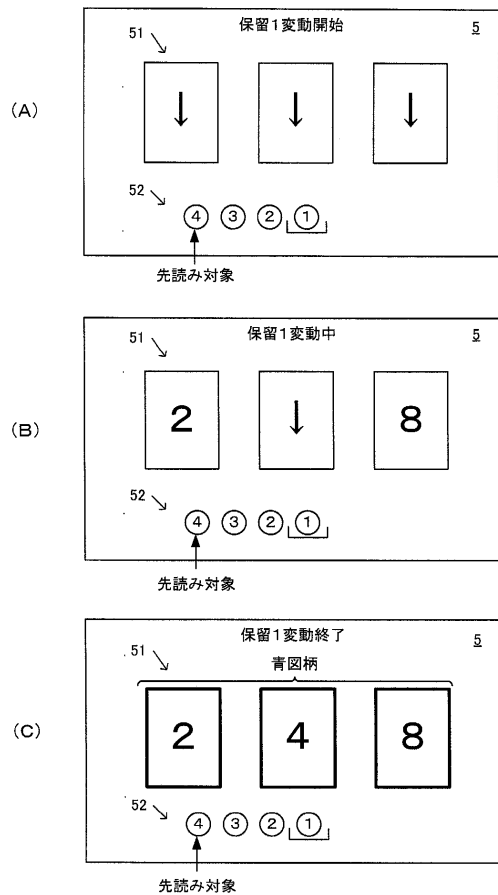 保留1変動開始
5
51
(A)
↓ ↓ ↓
52
④ ③ ② ①
先読み対象
保留1変動中
5
51
(B)
2 ↓ 8
52
④ ③ ② ①
先読み対象
保留1変動終了
5
51
青図柄
(C)
2 4 8
52
④ ③ ② ①
先読み対象